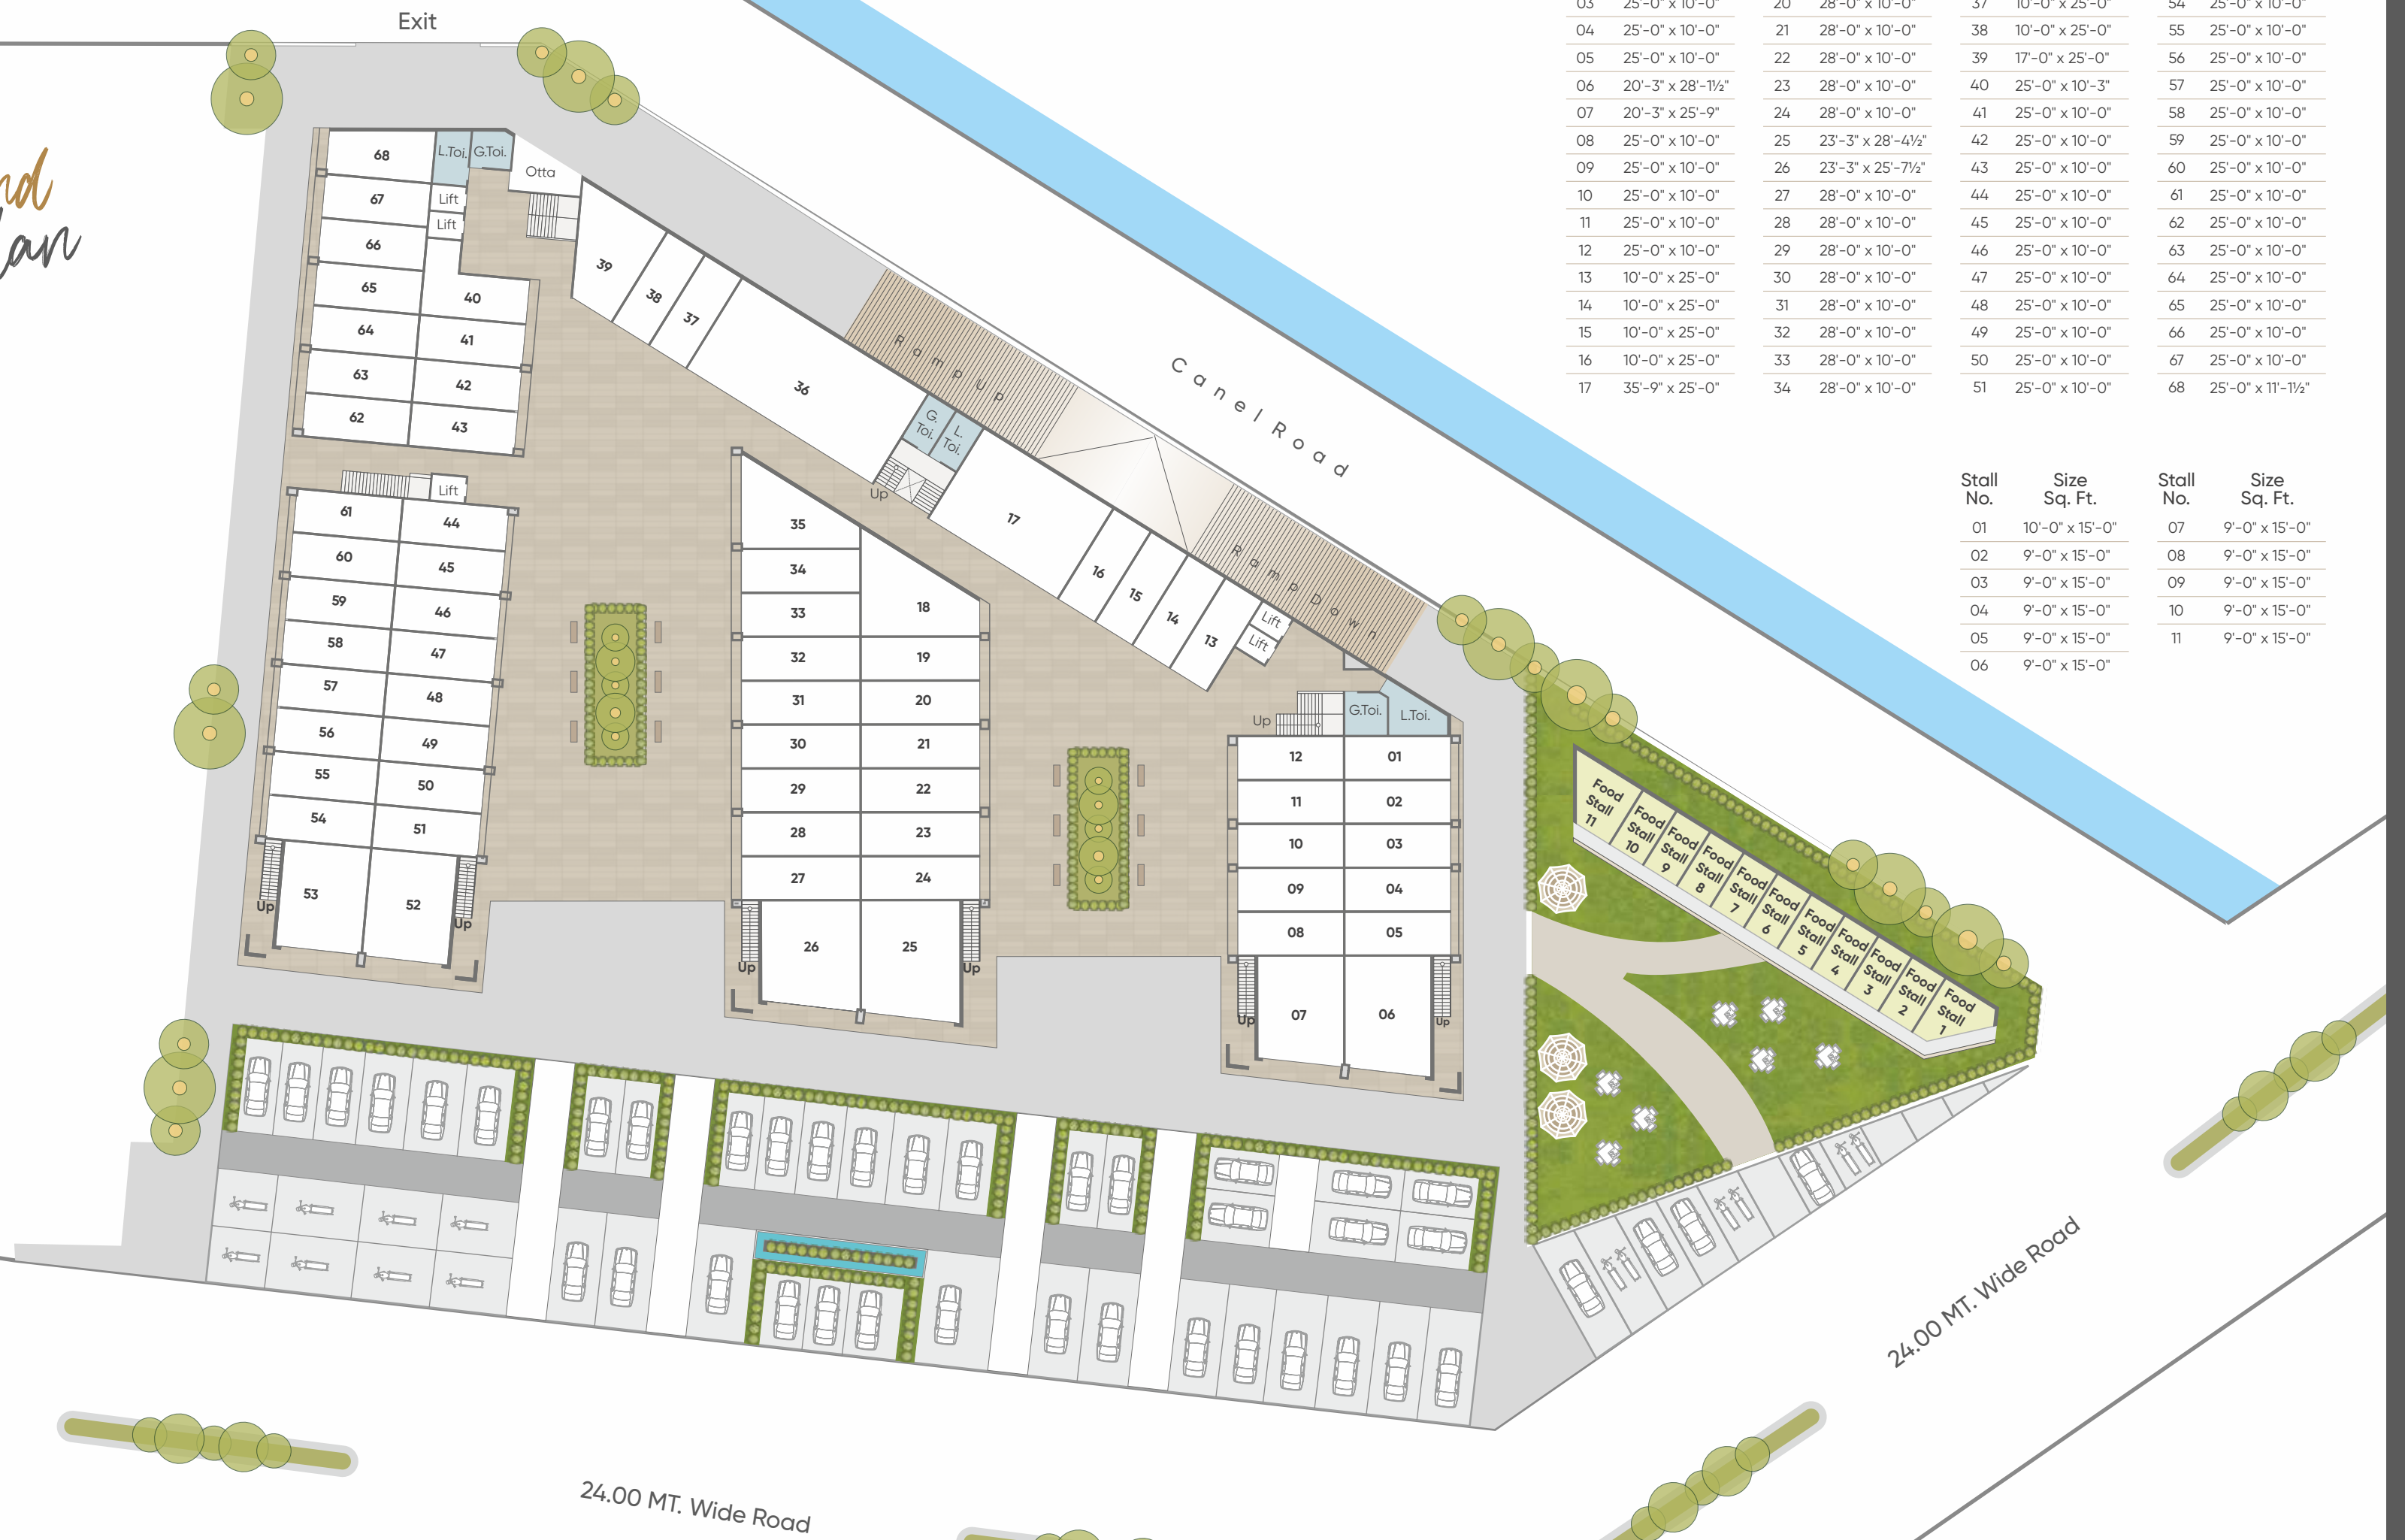 Exit
nd
lan
03 25'-0" x 10'-0" 20 28'-0" x 10'-0" 37 10'-0" x 25'-0" 54 25'-0" x 10'-0"
04 25'-0" x 10'-0" 21 28'-0" x 10'-0" 38 10'-0" x 25'-0" 55 25'-0" x 10'-0"
05 25'-0" x 10'-0" 22 28'-0" x 10'-0" 39 17'-0" x 25'-0" 56 25'-0" x 10'-0"
06 20'-3" x 28'-1½" 23 28'-0" x 10'-0" 40 25'-0" x 10'-3" 57 25'-0" x 10'-0"
07 20'-3" x 25'-9" 24 28'-0" x 10'-0" 41 25'-0" x 10'-0" 58 25'-0" x 10'-0"
08 25'-0" x 10'-0" 25 23'-3" x 28'-4½" 42 25'-0" x 10'-0" 59 25'-0" x 10'-0"
09 25'-0" x 10'-0" 26 23'-3" x 25'-7½" 43 25'-0" x 10'-0" 60 25'-0" x 10'-0"
10 25'-0" x 10'-0" 27 28'-0" x 10'-0" 44 25'-0" x 10'-0" 61 25'-0" x 10'-0"
11 25'-0" x 10'-0" 28 28'-0" x 10'-0" 45 25'-0" x 10'-0" 62 25'-0" x 10'-0"
12 25'-0" x 10'-0" 29 28'-0" x 10'-0" 46 25'-0" x 10'-0" 63 25'-0" x 10'-0"
13 10'-0" x 25'-0" 30 28'-0" x 10'-0" 47 25'-0" x 10'-0" 64 25'-0" x 10'-0"
14 10'-0" x 25'-0" 31 28'-0" x 10'-0" 48 25'-0" x 10'-0" 65 25'-0" x 10'-0"
15 10'-0" x 25'-0" 32 28'-0" x 10'-0" 49 25'-0" x 10'-0" 66 25'-0" x 10'-0"
16 10'-0" x 25'-0" 33 28'-0" x 10'-0" 50 25'-0" x 10'-0" 67 25'-0" x 10'-0"
17 35'-9" x 25'-0" 34 28'-0" x 10'-0" 51 25'-0" x 10'-0" 68 25'-0" x 11'-1½"
Stall Size Stall Size
No. Sq. Ft. No. Sq. Ft.
01 10'-0" x 15'-0" 07 9'-0" x 15'-0"
02 9'-0" x 15'-0" 08 9'-0" x 15'-0"
03 9'-0" x 15'-0" 09 9'-0" x 15'-0"
04 9'-0" x 15'-0" 10 9'-0" x 15'-0"
05 9'-0" x 15'-0" 11 9'-0" x 15'-0"
06 9'-0" x 15'-0"
68 L.Toi. G.Toi.
Otta
67 Lift
Lift
66
65 40
64 41
63 42
62 43
Lift
61 44
60 45
59 46
58 47
57 48
56 49
55 50
54 51
53 52
Up
Up
39
38
37
36
Ramp Up
G.
Toi.
L.
Toi.
Up
17
16
15
14
13
Lift
Lift
Ramp Down
Canel Road
35
34
33 18
32 19
31 20
30 21
29 22
28 23
27 24
26 25
Up
Up
Up
G.Toi.
L.Toi.
12 01
11 02
10 03
09 04
08 05
07 06
Up
Up
Food
Stall
11
Food
Stall
10
Food
Stall
9
Food
Stall
8
Food
Stall
7
Food
Stall
6
Food
Stall
5
Food
Stall
4
Food
Stall
3
Food
Stall
2
Food
Stall
1
24.00 MT. Wide Road
24.00 MT. Wide Road